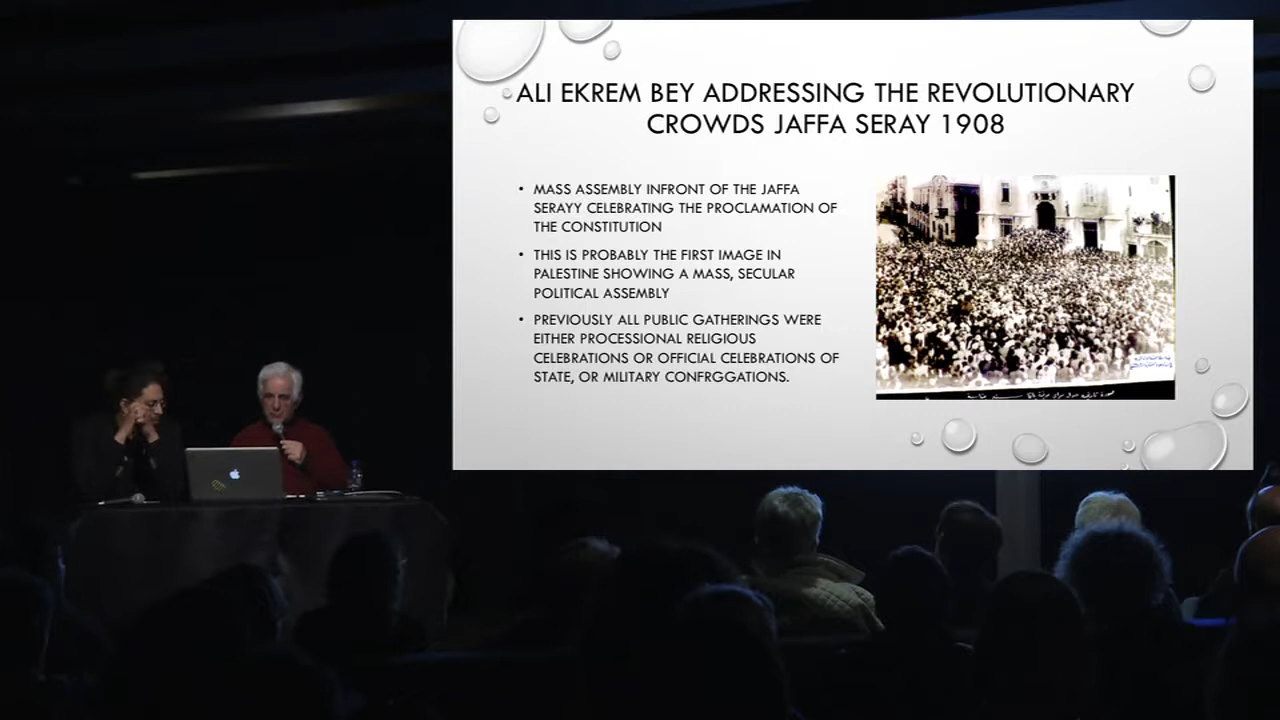 ALI EKREM BEY ADDRESSING THE REVOLUTIONARY
CROWDS JAFFA SERAY 1908
• MASS ASSEMBLY INFRONT OF THE JAFFA
SERAYY CELEBRATING THE PROCLAMATION OF
THE CONSTITUTION
• THIS IS PROBABLY THE FIRST IMAGE IN
PALESTINE SHOWING A MASS, SECULAR
POLITICAL ASSEMBLY
• PREVIOUSLY ALL PUBLIC GATHERINGS WERE
EITHER PROCESSIONAL RELIGIOUS
CELEBRATIONS OR OFFICIAL CELEBRATIONS OF
STATE, OR MILITARY CONFRGGATIONS.